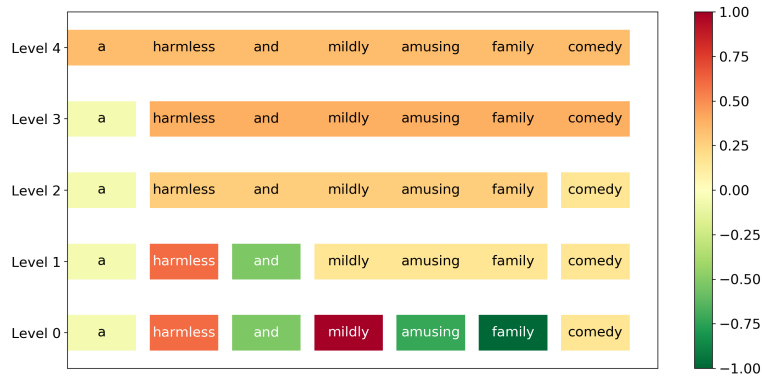 Level 4 a harmless and mildly amusing family comedy
Level 3 a harmless and mildly amusing family comedy
Level 2 a harmless and mildly amusing family comedy
Level 1 a harmless and mildly amusing family comedy
Level 0 a harmless and mildly amusing family comedy
1.00
0.75
0.50
0.25
0.00
−0.25
−0.50
−0.75
−1.00